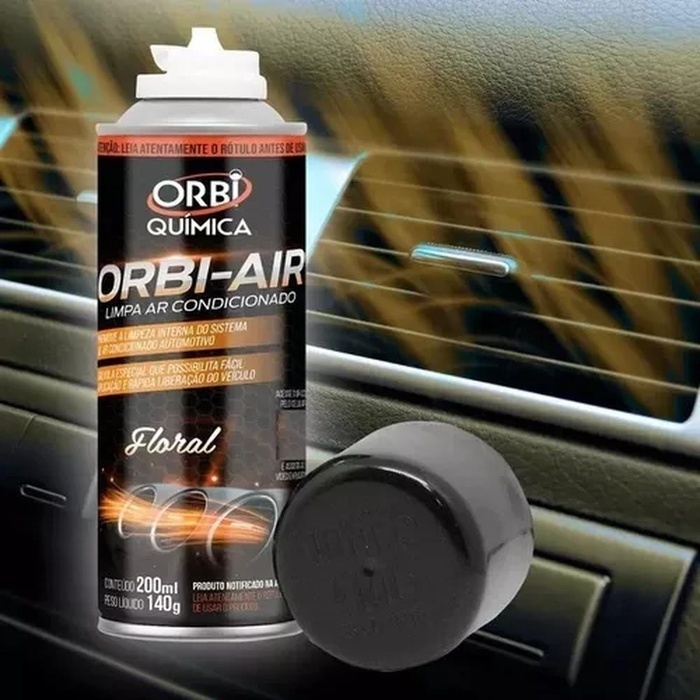 ATENÇÃO: LEIA ATENTAMENTE O RÓTULO ANTES DE USAR
ORBI
QUÍMICA
ORBI-AIR
LIMPA AR CONDICIONADO
A LIMPEZA INTERNA DO SISTEMA
AR CONDICIONADO AUTOMOTIVO
ESPECIAL QUE POSSIBILITA FÁCIL
E RÁPIDA LIBERAÇÃO DO VEÍCULO
Floral
CONTEÚDO 200ml
PESO LÍQUIDO 140g
PRODUTO NOTIFICADO NA
LEIA ATENTAMENTE O
DE USAR O PRODUTO.